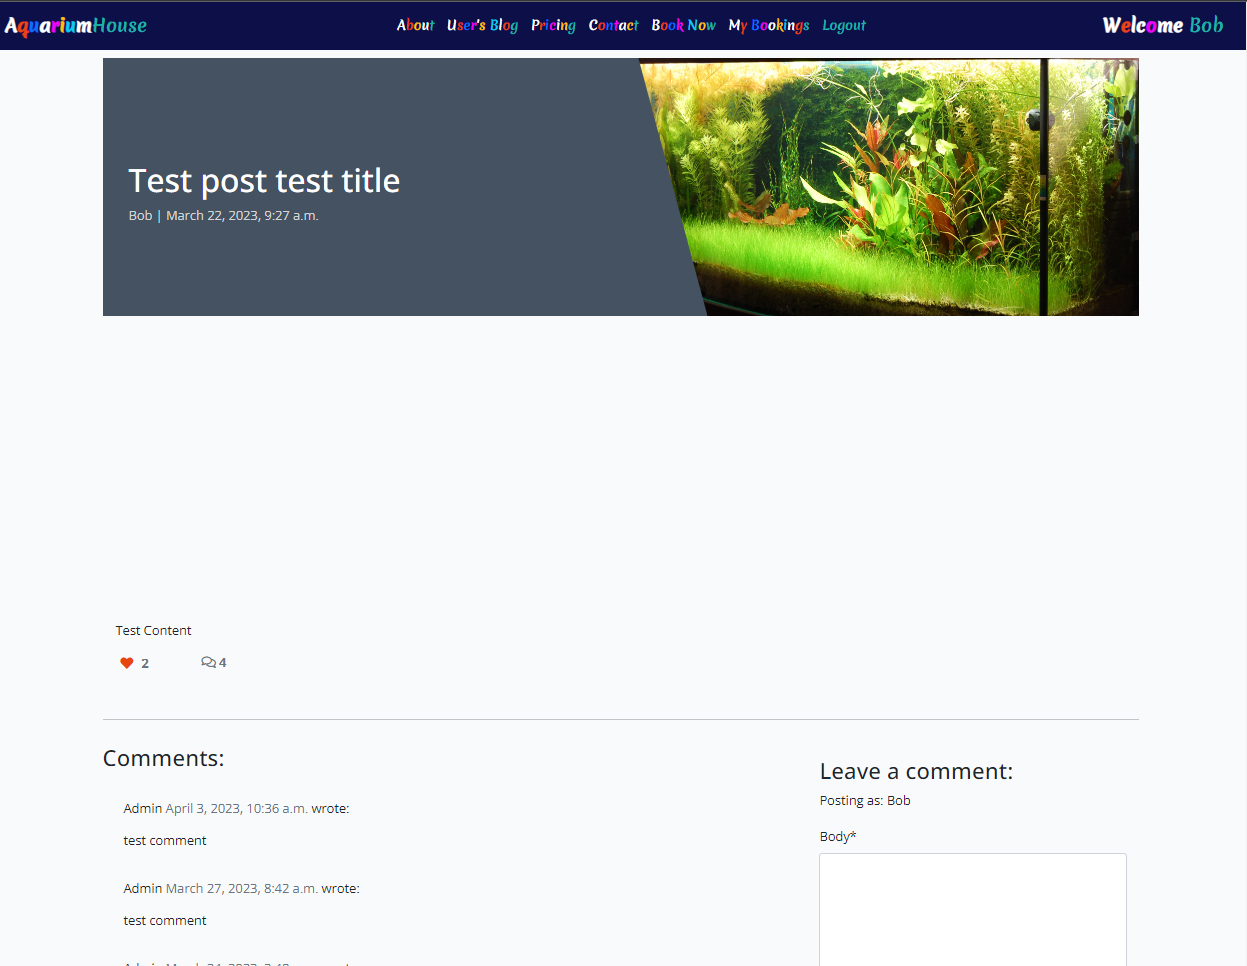 AquariumHouse About User's Blog Pricing Contact Book Now My Bookings Logout Welcome Bob
Test post test title
Bob | March 22, 2023, 9:27 a.m.
Test Content
2 4
Comments:
Admin April 3, 2023, 10:36 a.m. wrote:
test comment
Admin March 27, 2023, 8:42 a.m. wrote:
test comment
Leave a comment:
Posting as: Bob
Body*